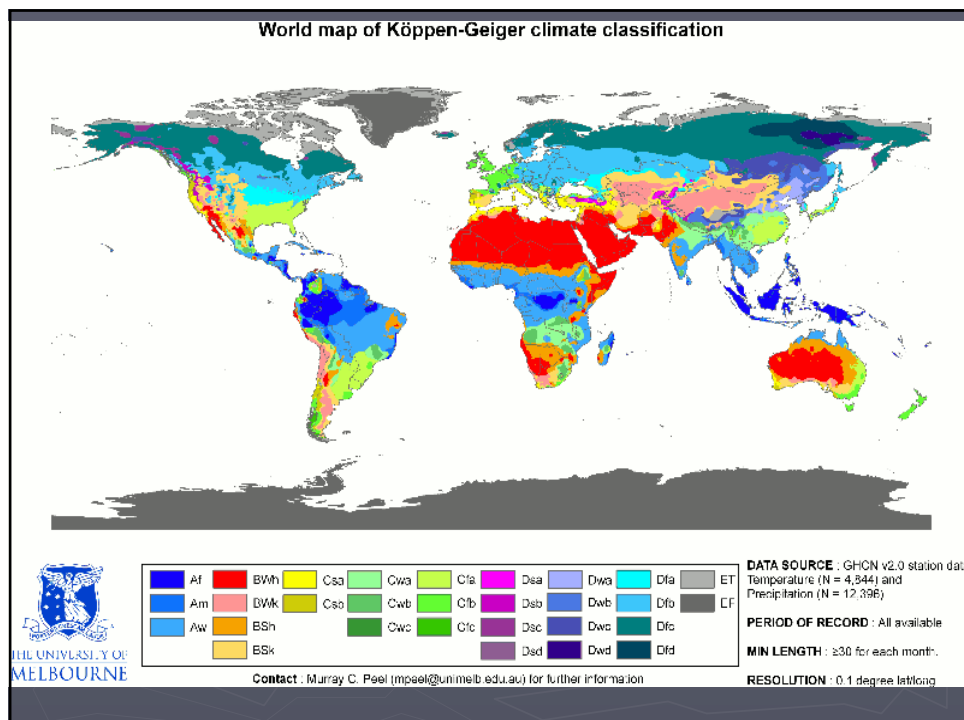 World map of Köppen-Geiger climate classification
Af BWh Csa Cwa Cfa Dsa Dwa Dfa ET
Am BWk Csb Cwb Cfb Dsb Dwb Dfb EF
Aw BSh Cwc Cfc Dsc Dwc Dfc
BSk Dsd Dwd Dfd
DATA SOURCE : GHCN v2.0 station dat
Temperature (N = 4,844) and
Precipitation (N = 12,396)
PERIOD OF RECORD : All available
MIN LENGTH : ≥30 for each month.
RESOLUTION : 0.1 degree lat/long
THE UNIVERSITY OF
MELBOURNE
Contact : Murray C. Peel (mpeel@unimelb.edu.au) for further information